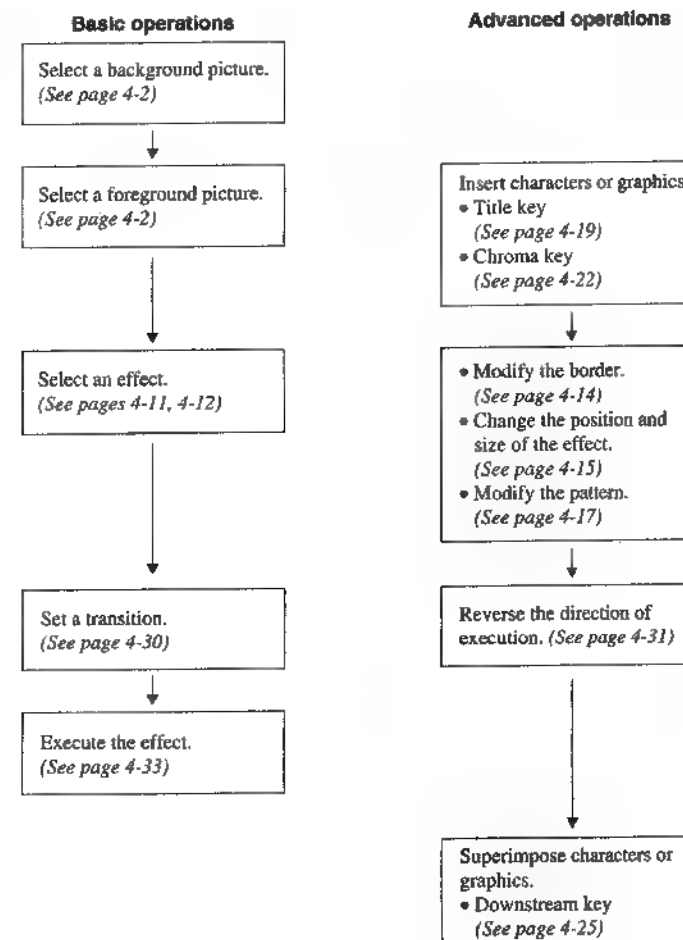 Basic operations
Select a background picture.
(See page 4-2)
Select a foreground picture.
(See page 4-2)
Select an effect.
(See pages 4-11, 4-12)
Set a transition.
(See page 4-30)
Execute the effect.
(See page 4-33)
Advanced operations
Insert characters or graphics
• Title key
(See page 4-19)
• Chroma key
(See page 4-22)
• Modify the border.
(See page 4-14)
• Change the position and
size of the effect.
(See page 4-15)
• Modify the pattern.
(See page 4-17)
Reverse the direction of
execution. (See page 4-31)
Superimpose characters or
graphics.
• Downstream key
(See page 4-25)